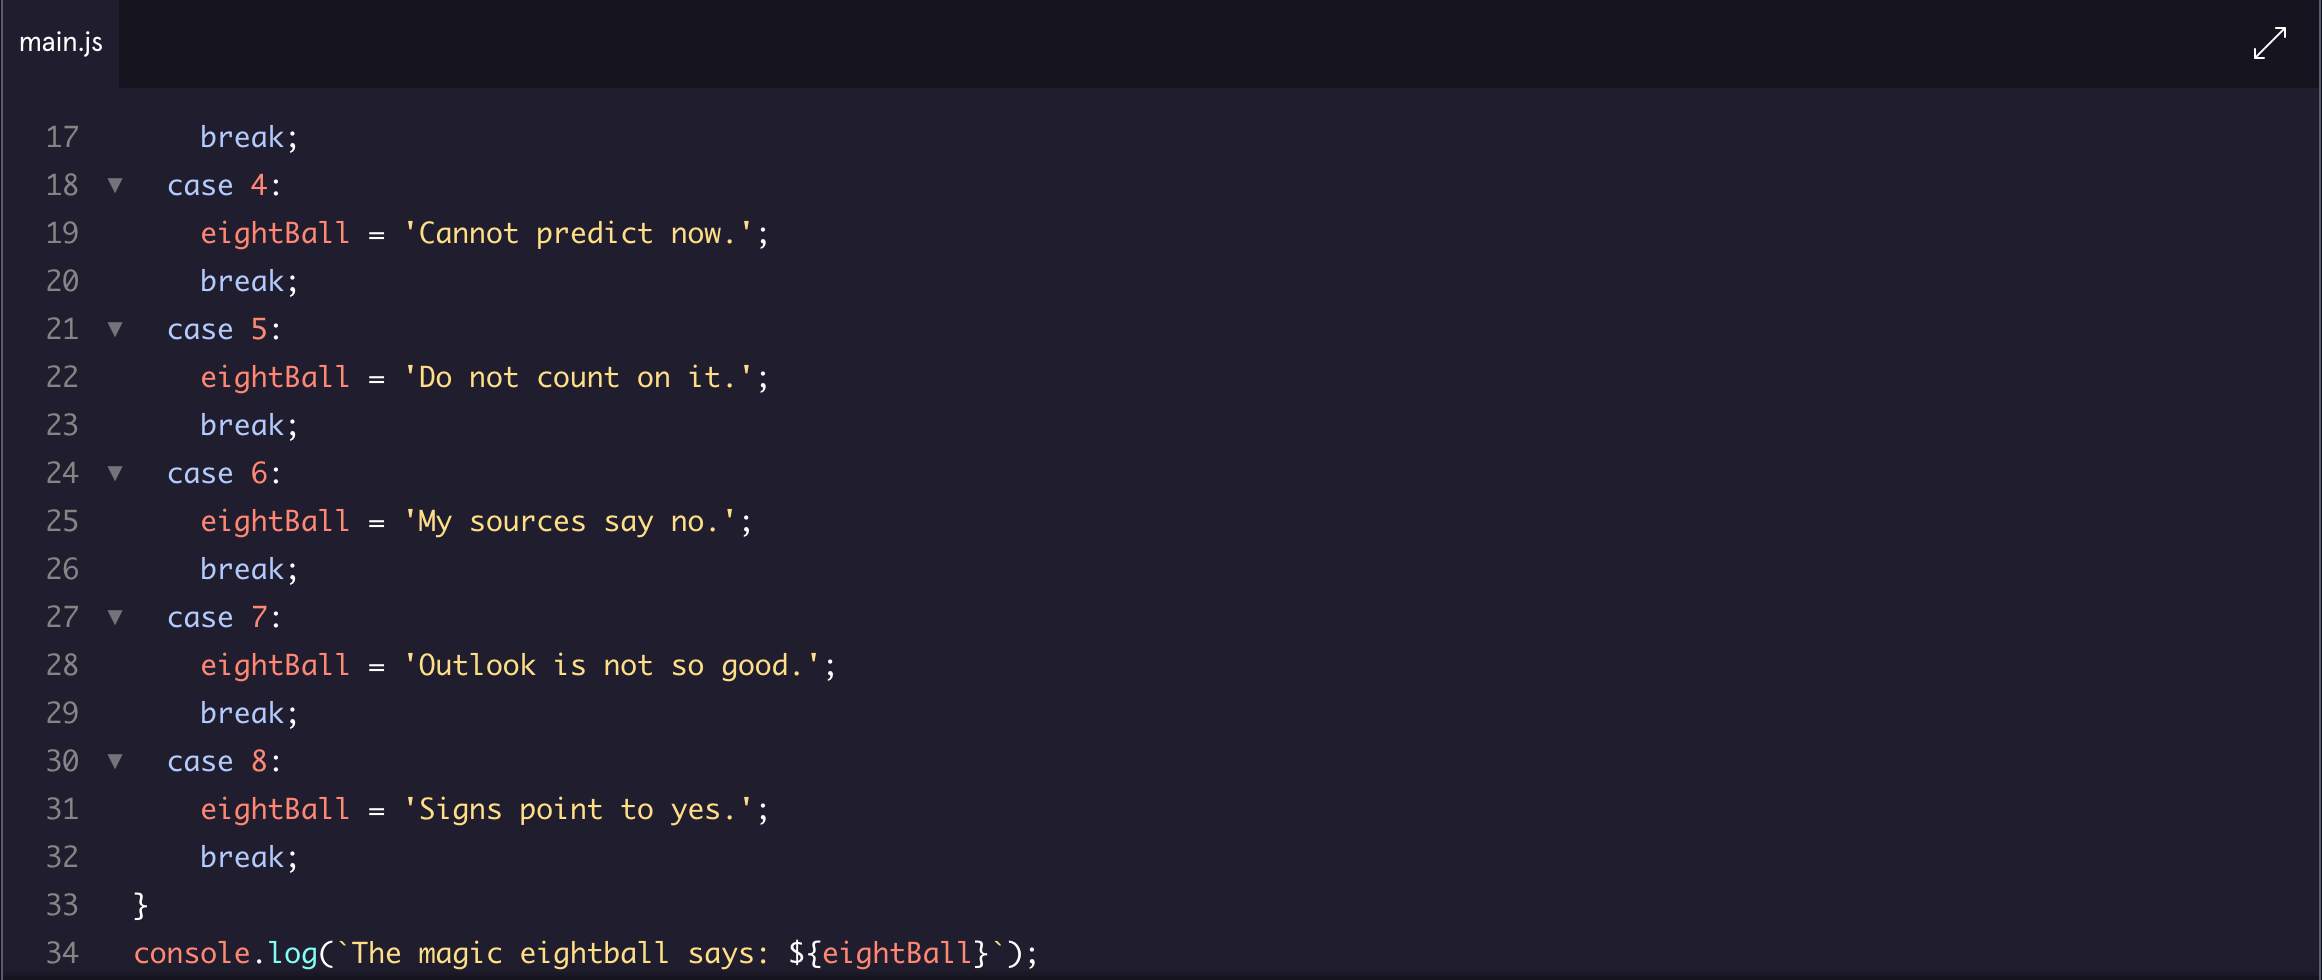 main.js
17 break;
18 case 4:
19 eightBall = 'Cannot predict now.';
20 break;
21 case 5:
22 eightBall = 'Do not count on it.';
23 break;
24 case 6:
25 eightBall = 'My sources say no.';
26 break;
27 case 7:
28 eightBall = 'Outlook is not so good.';
29 break;
30 case 8:
31 eightBall = 'Signs point to yes.';
32 break;
33 }
34 console.log(`The magic eightball says: ${eightBall}`);